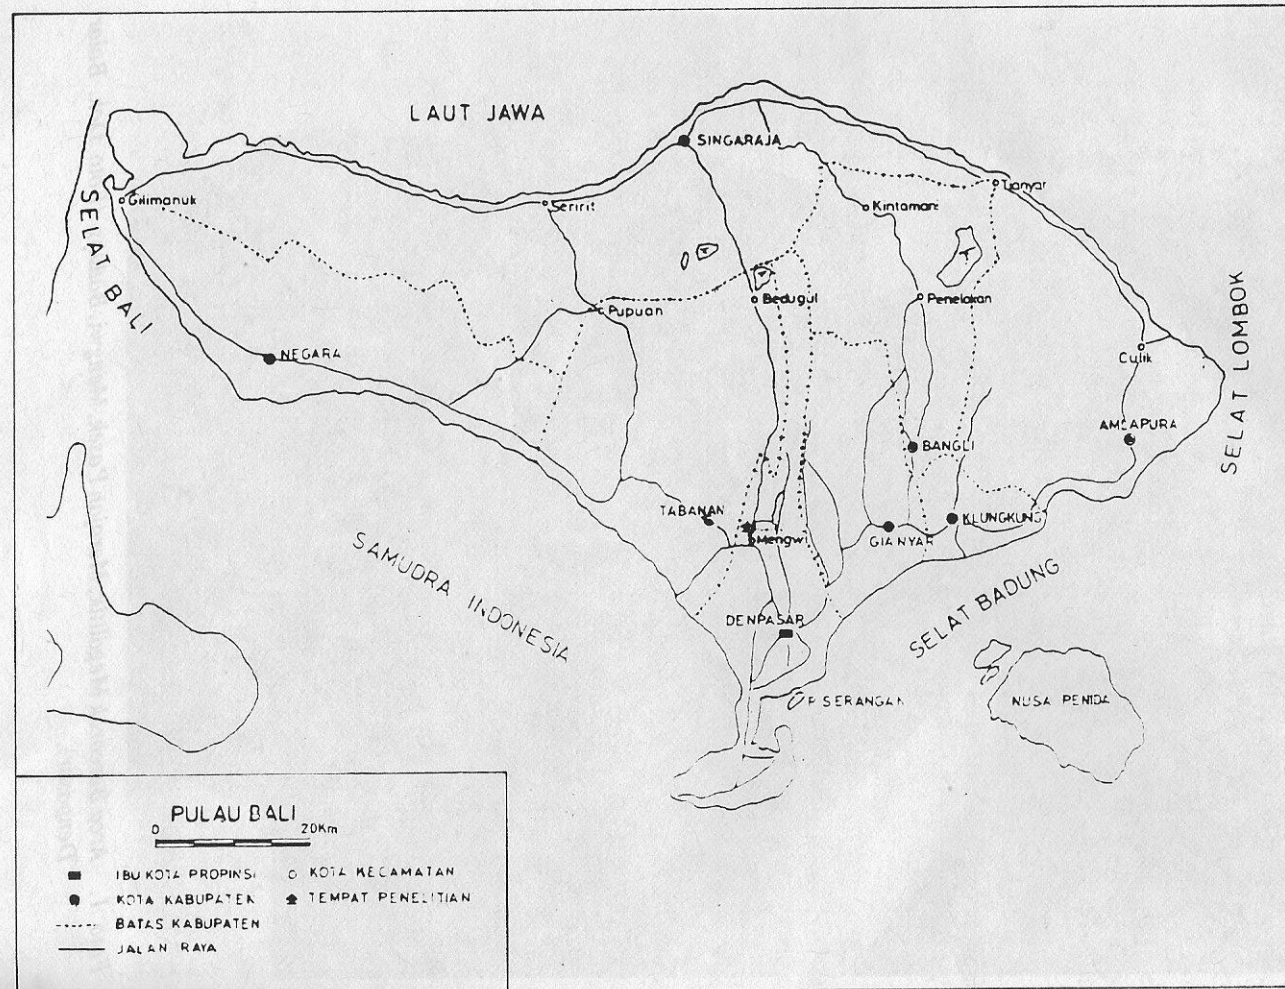 LAUT JAWA
SINGARAJA
Tianyar
Gilimanuk
Seririt
Kintamani
SELAT BALI
Bedugul
Penelokan
Pupuan
SELAT LOMBOK
NEGARA
Culik
AMLAPURA
BANGLI
TABANAN
KLUNGKUNG
Mengwi
GIANYAR
SAMUDRA INDONESIA
SELAT BADUNG
DENPASAR
P SERANGAN
NUSA PENIDA
PULAU BALI
0 20Km
IBU KOTA PROPINSI
KOTA KECAMATAN
KOTA KABUPATEN
TEMPAT PENELITIAN
BATAS KABUPATEN
JALAN RAYA